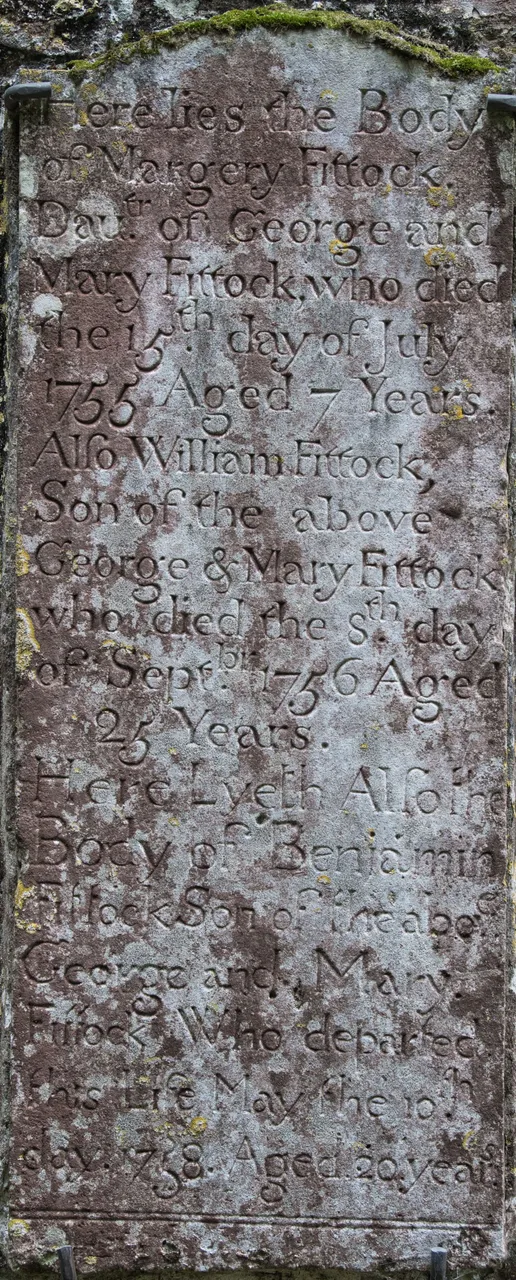 Here lies the Body
of Margery Fittock,
Dau.tr of George and
Mary Fittock, who died
the 15th day of July
1755 Aged 7 Years.
Alſo William Fittock,
Son of the above
George & Mary Fittock
who died the 8th day
of Sept.br 1756 Aged
25 Years.
Here Lyeth Alſo the
Body of Benjamin
Fittock Son of the
George and Mary
Fittock Who departed
this Life May the 10th
day. 1758. Aged 20 year